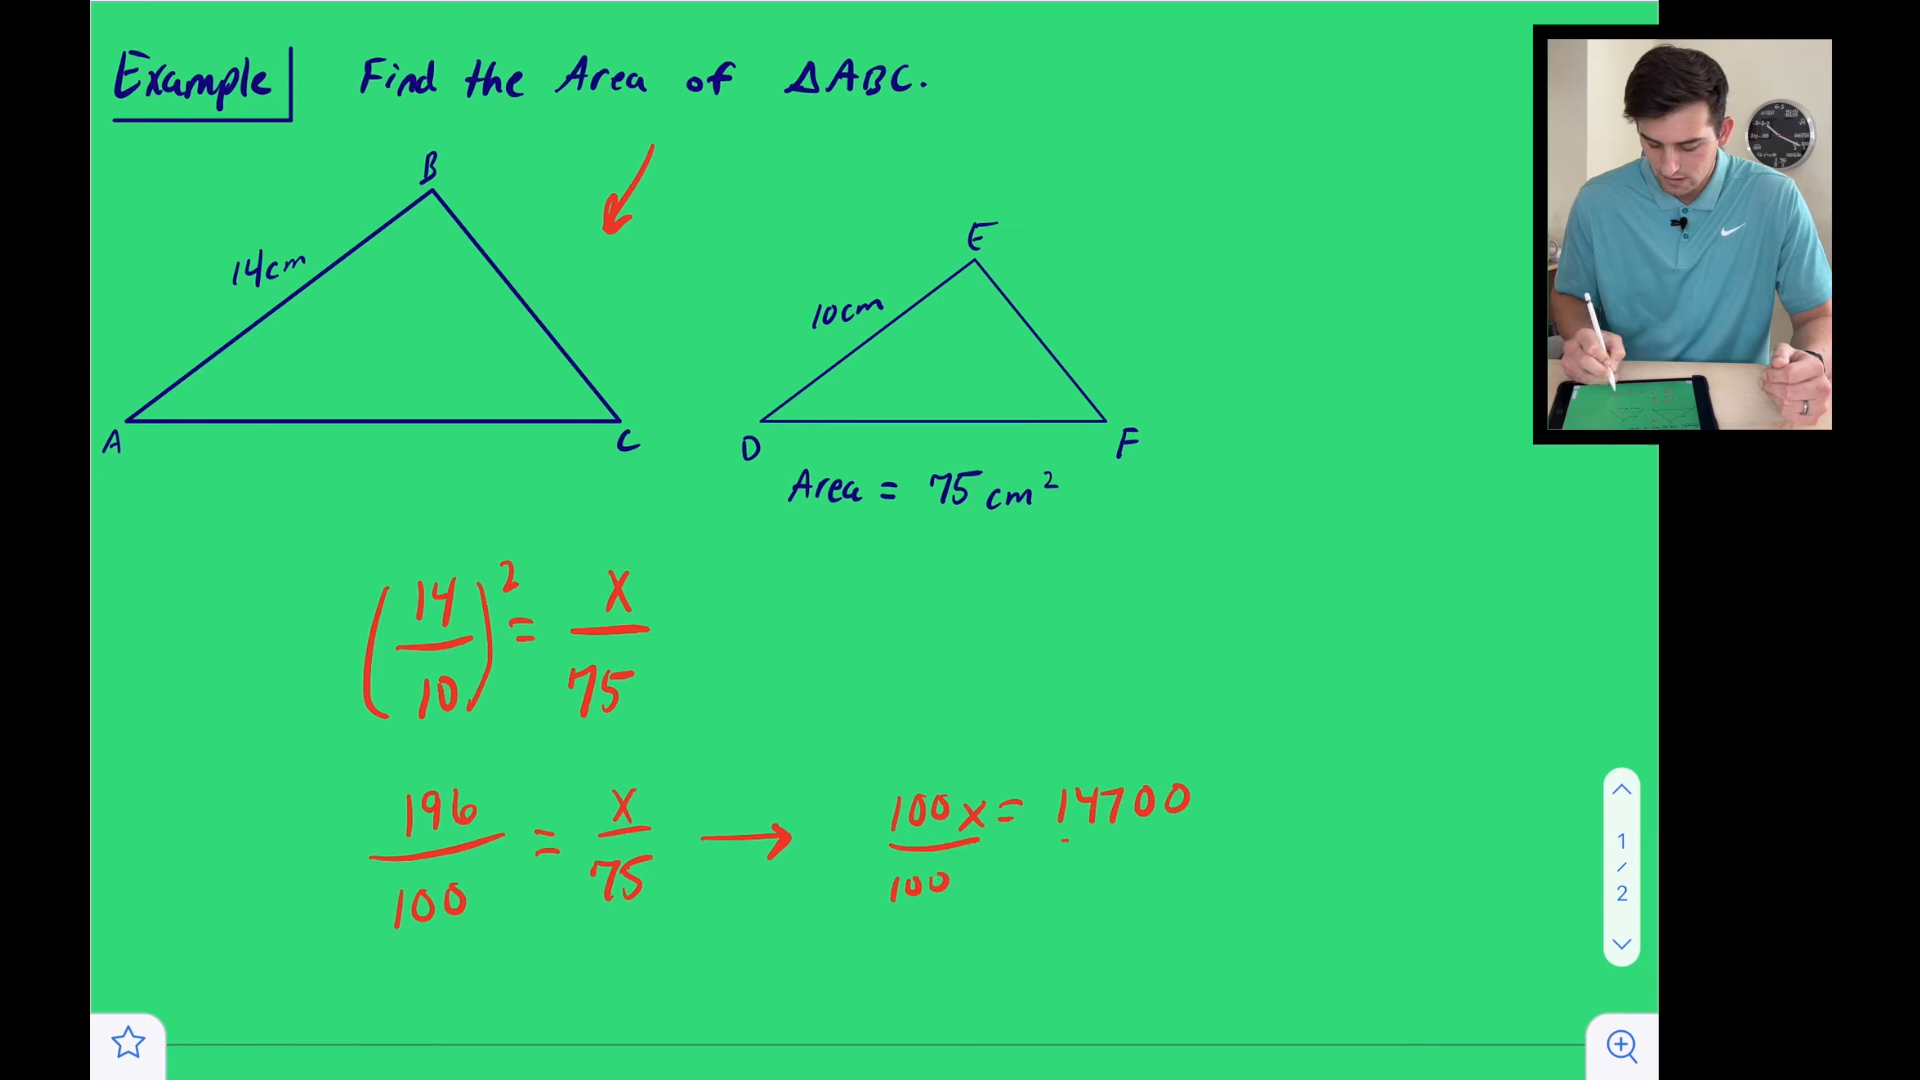 Example Find the Area of △ABC.
B
14cm
A
C
E
10cm
D
F
Area = 75 cm²
(14/10)² = x/75
196/100 = x/75 → 100x/100 = 14700
1
/
2